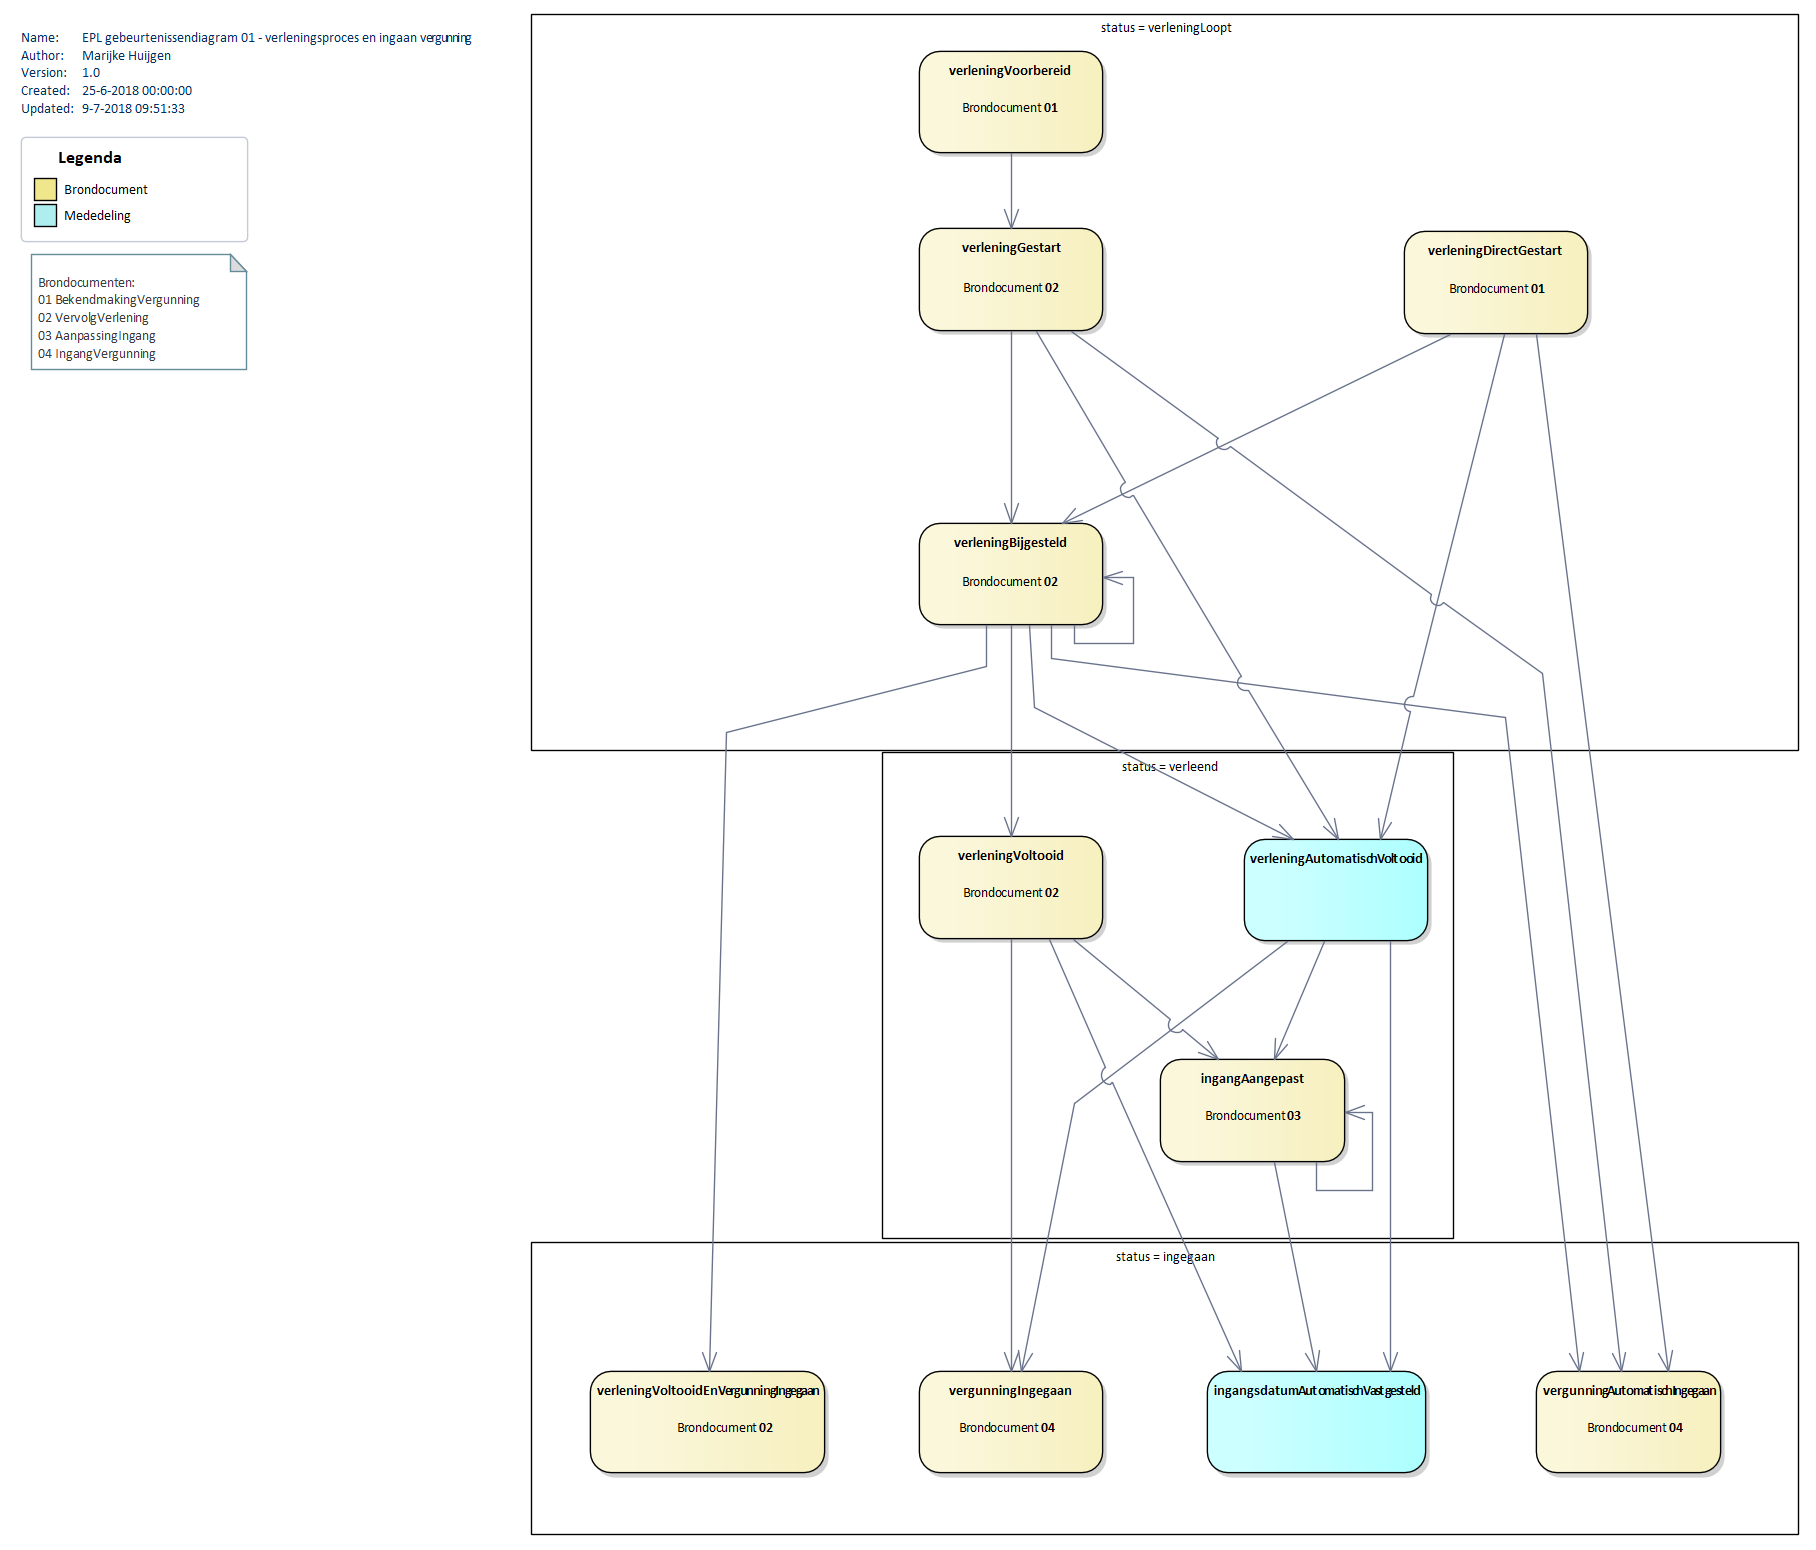 Name: EPL gebeurtenissendiagram 01 - verleningsproces en ingaan vergunning
Author: Marijke Huijgen
Version: 1.0
Created: 25-6-2018 00:00:00
Updated: 9-7-2018 09:51:33
Legenda
Brondocument
Mededeling
Brondocumenten:
01 BekendmakingVergunning
02 VervolgVerlening
03 AanpassingIngang
04 IngangVergunning
status = verleningLoopt
verleningVoorbereid
Brondocument 01
verleningGestart
Brondocument 02
verleningDirectGestart
Brondocument 01
verleningBijgesteld
Brondocument 02
status = verleend
verleningVoltooid
Brondocument 02
verleningAutomatischVoltooid
ingangAangepast
Brondocument 03
status = ingegaan
verleningVoltooidEnVergunningIngegaan
Brondocument 02
vergunningIngegaan
Brondocument 04
ingangsdatumAutomatischVastgesteld
vergunningAutomatischIngegaan
Brondocument 04